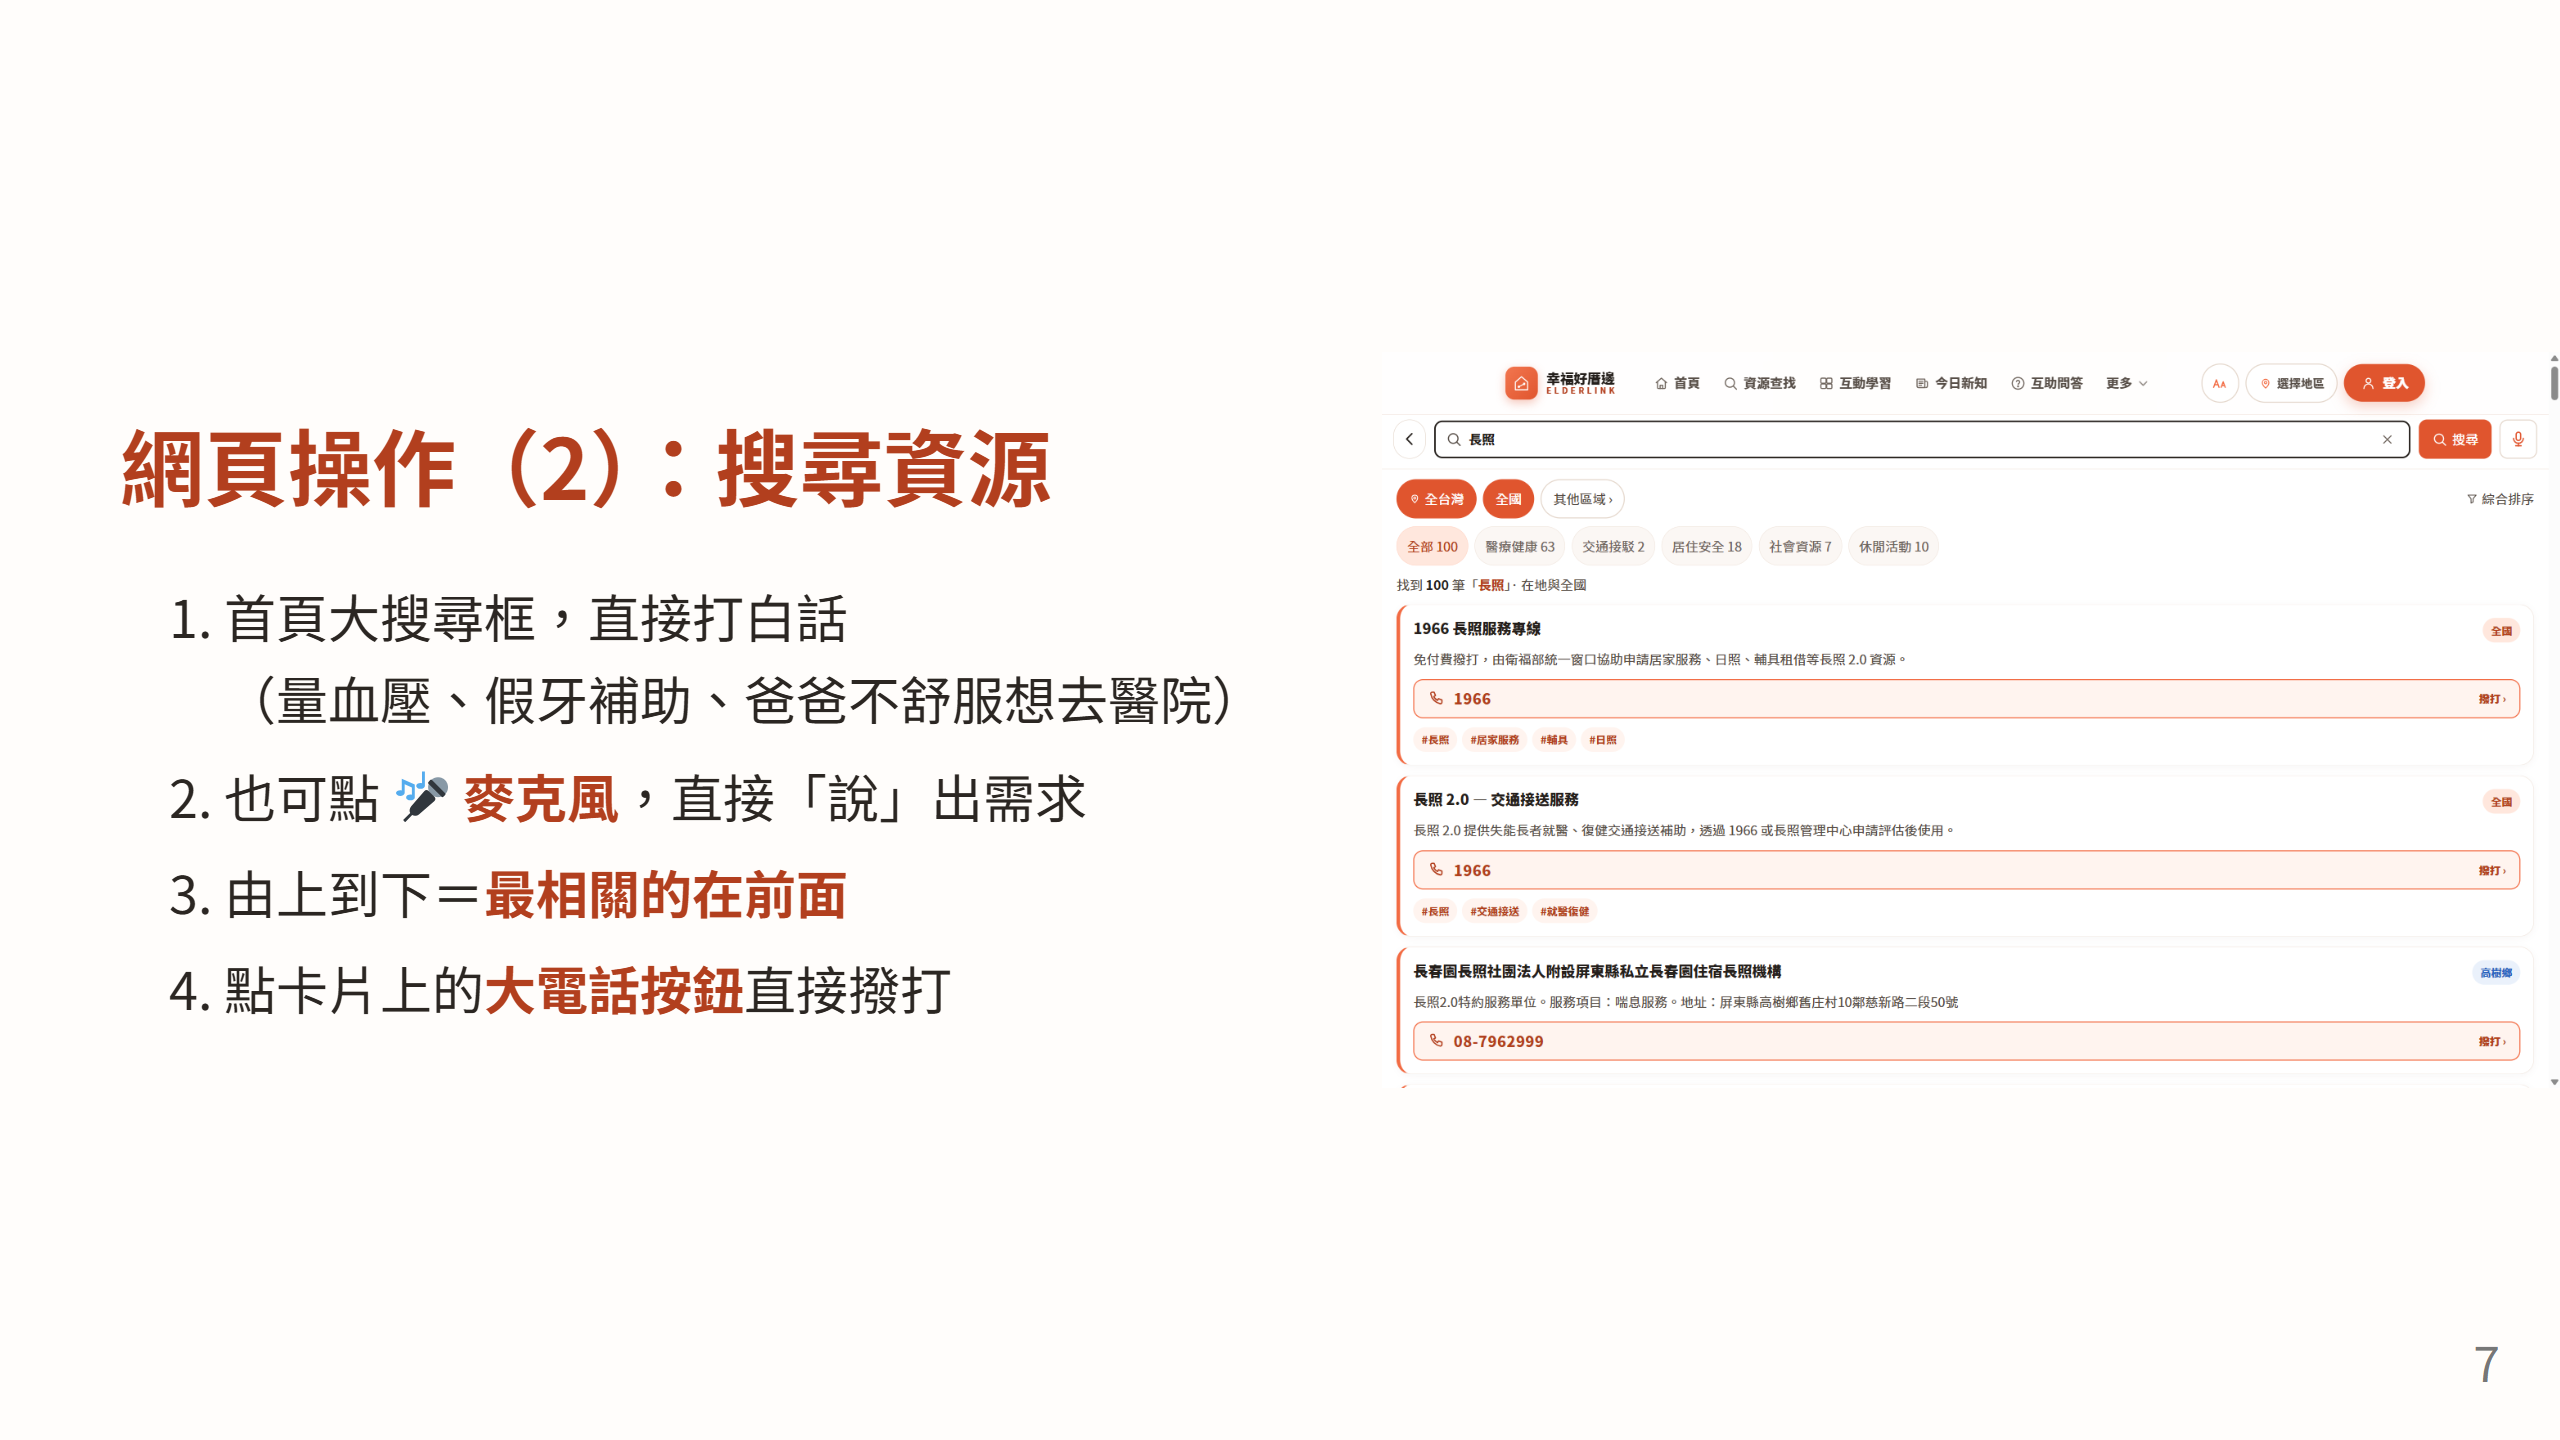 網頁操作（2）：搜尋資源
1. 首頁大搜尋框，直接打白話
（量血壓、假牙補助、爸爸不舒服想去醫院）
2. 也可點 🎤 麥克風，直接「說」出需求
3. 由上到下＝最相關的在前面
4. 點卡片上的大電話按鈕直接撥打
幸福好厝邊
ELDERLINK
首頁 資源查找 互動學習 今日新知 互助問答 更多
AA 選擇地區 登入
長照 搜尋
全台灣 全國 其他區域 › 綜合排序
全部 100 醫療健康 63 交通接駁 2 居住安全 18 社會資源 7 休閒活動 10
找到 100 筆「長照」· 在地與全國
1966 長照服務專線 全國
免付費撥打，由衛福部統一窗口協助申請居家服務、日照、輔具租借等長照 2.0 資源。
1966 撥打 ›
#長照 #居家服務 #輔具 #日照
長照 2.0 — 交通接送服務 全國
長照 2.0 提供失能長者就醫、復健交通接送補助，透過 1966 或長照管理中心申請評估後使用。
1966 撥打 ›
#長照 #交通接送 #就醫復健
長春園長照社團法人附設屏東縣私立長春園住宿長照機構 高樹鄉
長照2.0特約服務單位。服務項目：喘息服務。地址：屏東縣高樹鄉舊庄村10鄰慈新路二段50號
08-7962999 撥打 ›
7